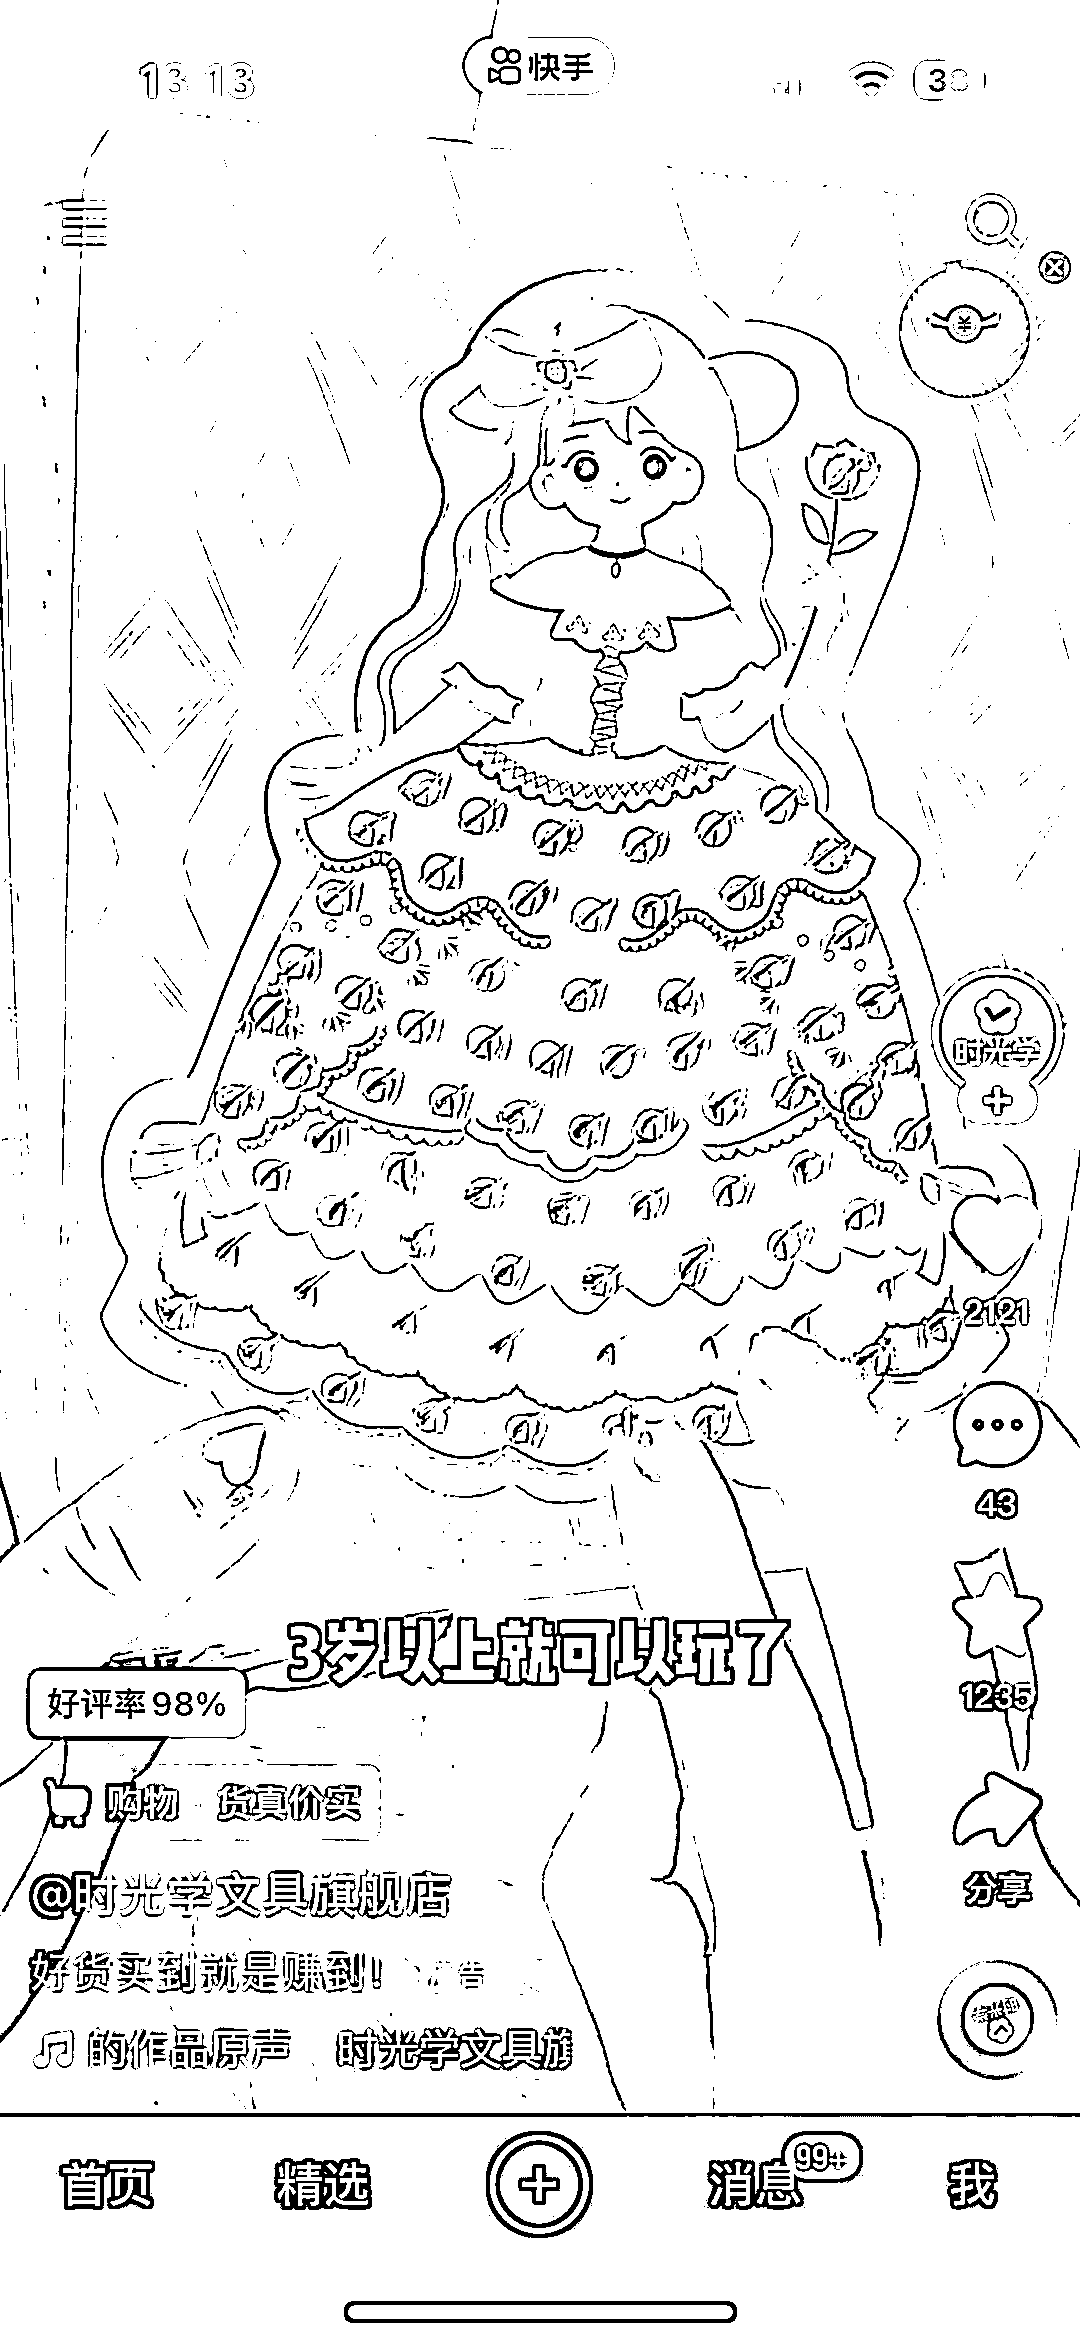 13:13
快手
38
时光学
2121
43
3岁以上就可以玩了
1235
好评率98%
购物 货真价实
分享
@时光学文具旗舰店
好货买到就是赚到! 广告
的作品原声 时光学文具旗
首页
精选
消息
99+
我